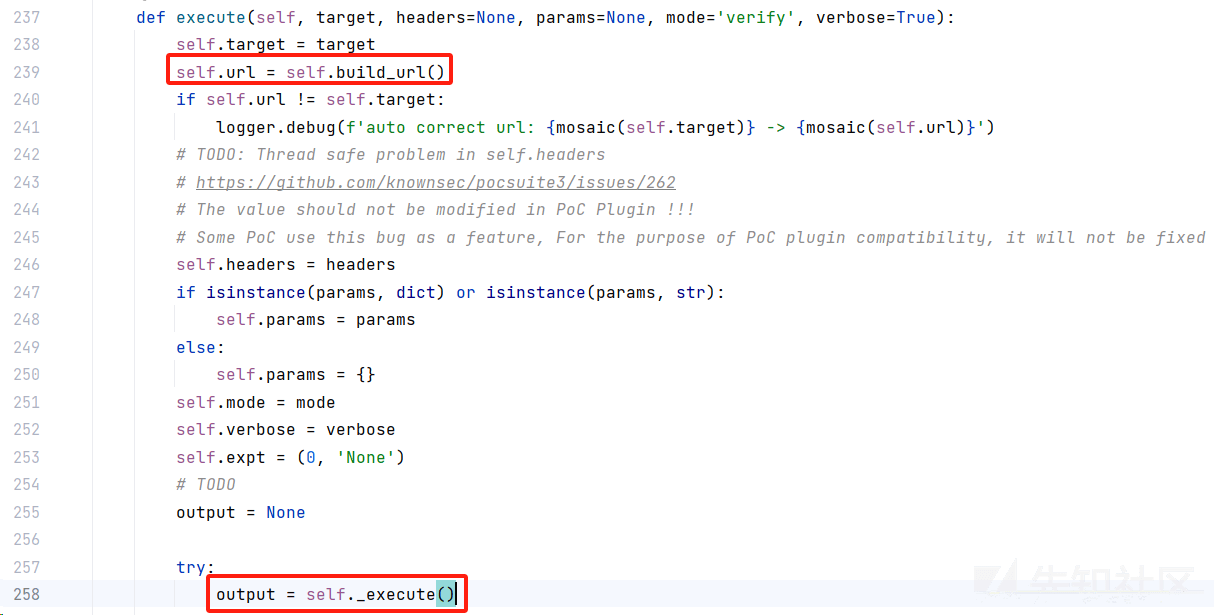 237 def execute(self, target, headers=None, params=None, mode='verify', verbose=True):
238 self.target = target
239 self.url = self.build_url()
240 if self.url != self.target:
241 logger.debug(f'auto correct url: {mosaic(self.target)} -> {mosaic(self.url)}')
242 # TODO: Thread safe problem in self.headers
243 # https://github.com/knownsec/pocsuite3/issues/262
244 # The value should not be modified in PoC Plugin !!!
245 # Some PoC use this bug as a feature, For the purpose of PoC plugin compatibility, it will not be fixed
246 self.headers = headers
247 if isinstance(params, dict) or isinstance(params, str):
248 self.params = params
249 else:
250 self.params = {}
251 self.mode = mode
252 self.verbose = verbose
253 self.expt = (0, 'None')
254 # TODO
255 output = None
256
257 try:
258 output = self._execute()
先知社区